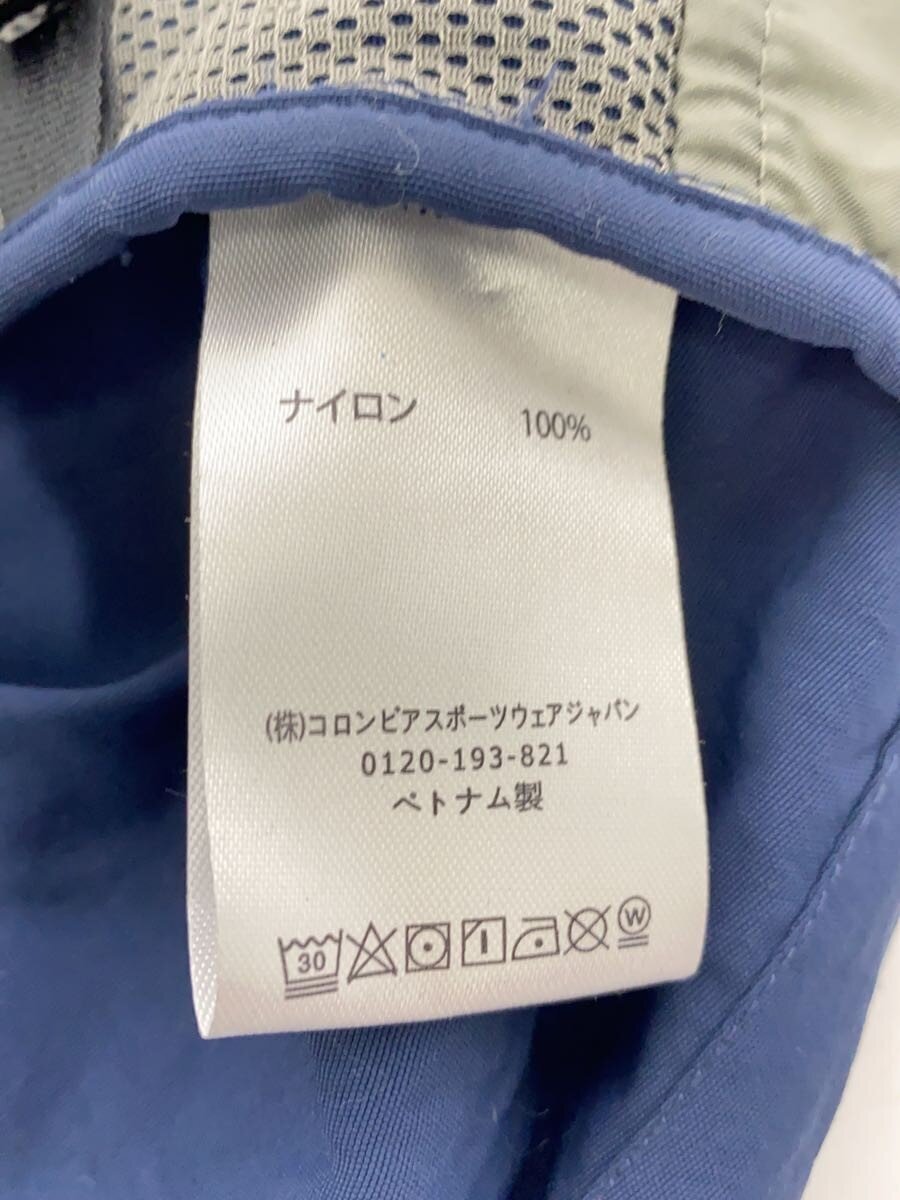 ナイロン 100%
(株)コロンビアスポーツウェアジャパン
0120-193-821
ベトナム製
30
W